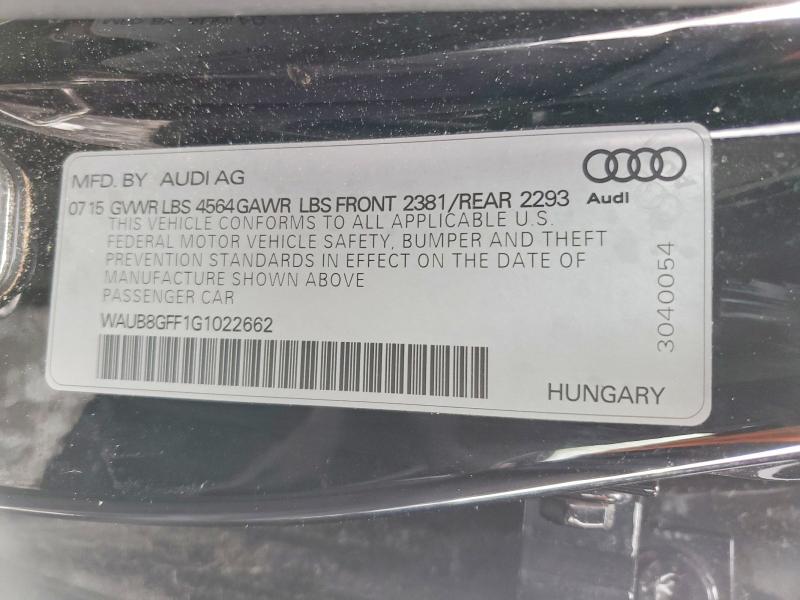 MFD. BY AUDI AG
07 15 GVWR LBS 4564 GAWR LBS FRONT 2381/REAR 2293
Audi
THIS VEHICLE CONFORMS TO ALL APPLICABLE U.S.
FEDERAL MOTOR VEHICLE SAFETY, BUMPER AND THEFT
PREVENTION STANDARDS IN EFFECT ON THE DATE OF
MANUFACTURE SHOWN ABOVE
PASSENGER CAR
WAUB8GFF1G1022662
3040054
HUNGARY